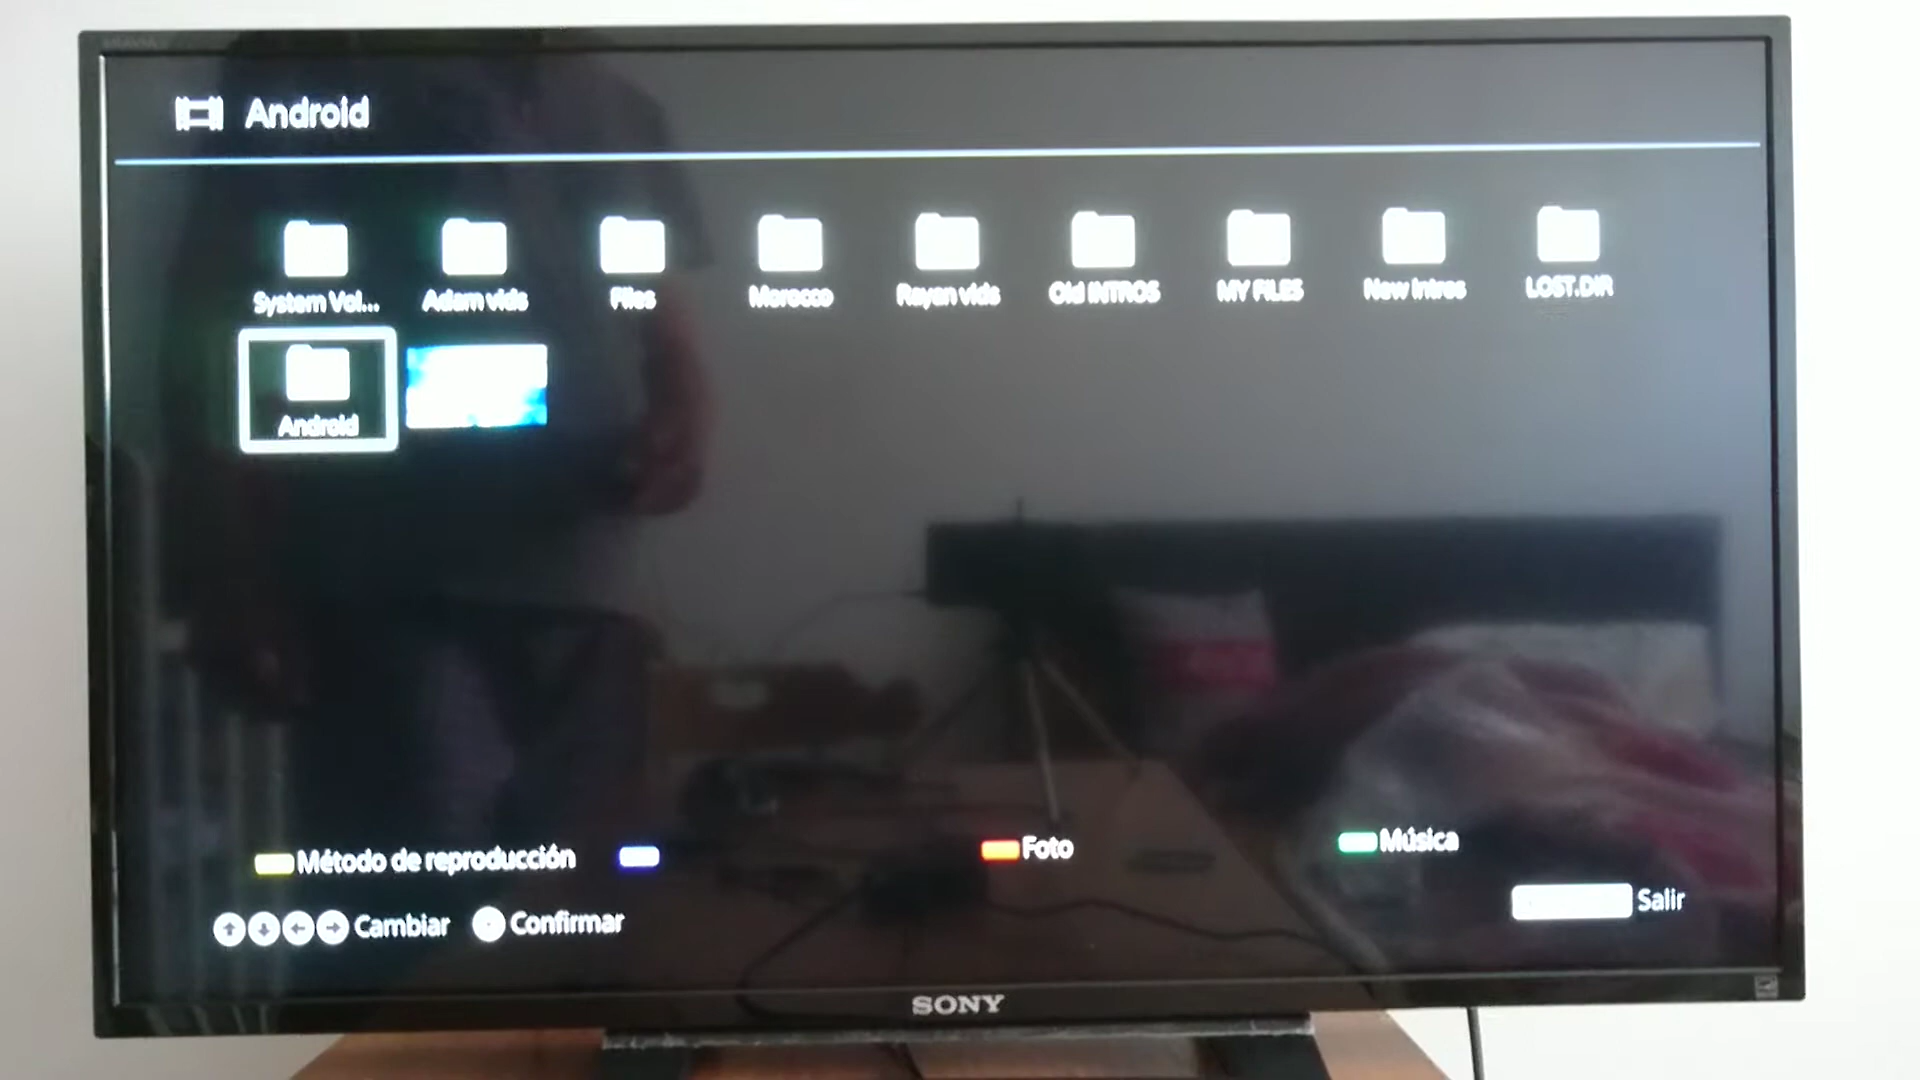 Android
System Vol... Adam vids Files Morocco Rayan vids Old INTROS MY FILES New Intros LOST.DIR
Android
Método de reproducción Foto Música
Salir
Cambiar Confirmar
SONY